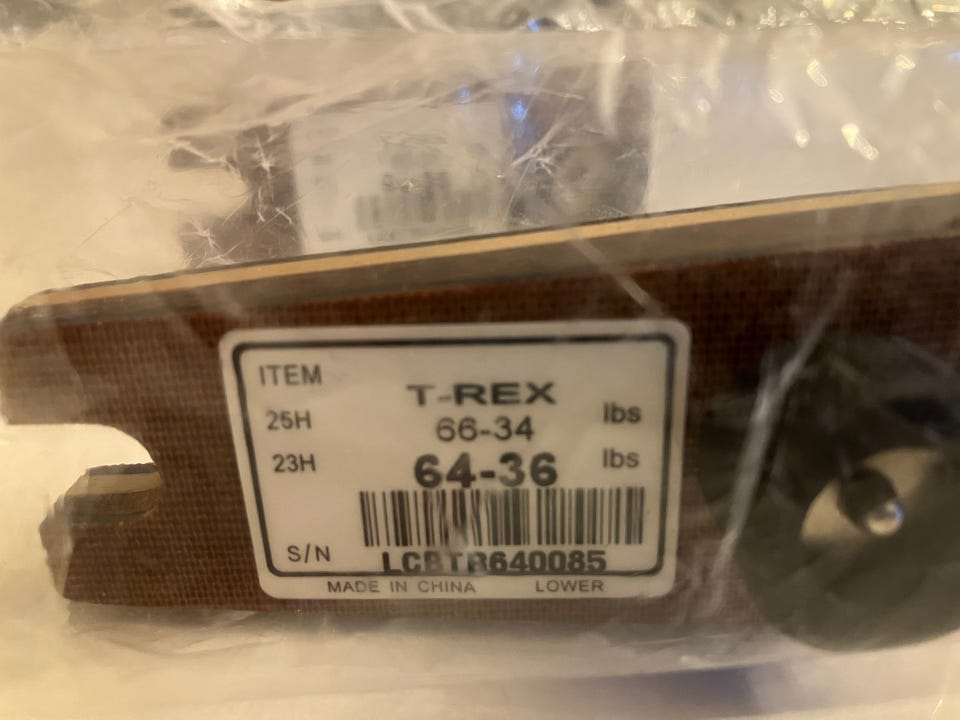 ITEM T-REX
25H 66-34 lbs
23H 64-36 lbs
S/N LCBTR640085
MADE IN CHINA LOWER